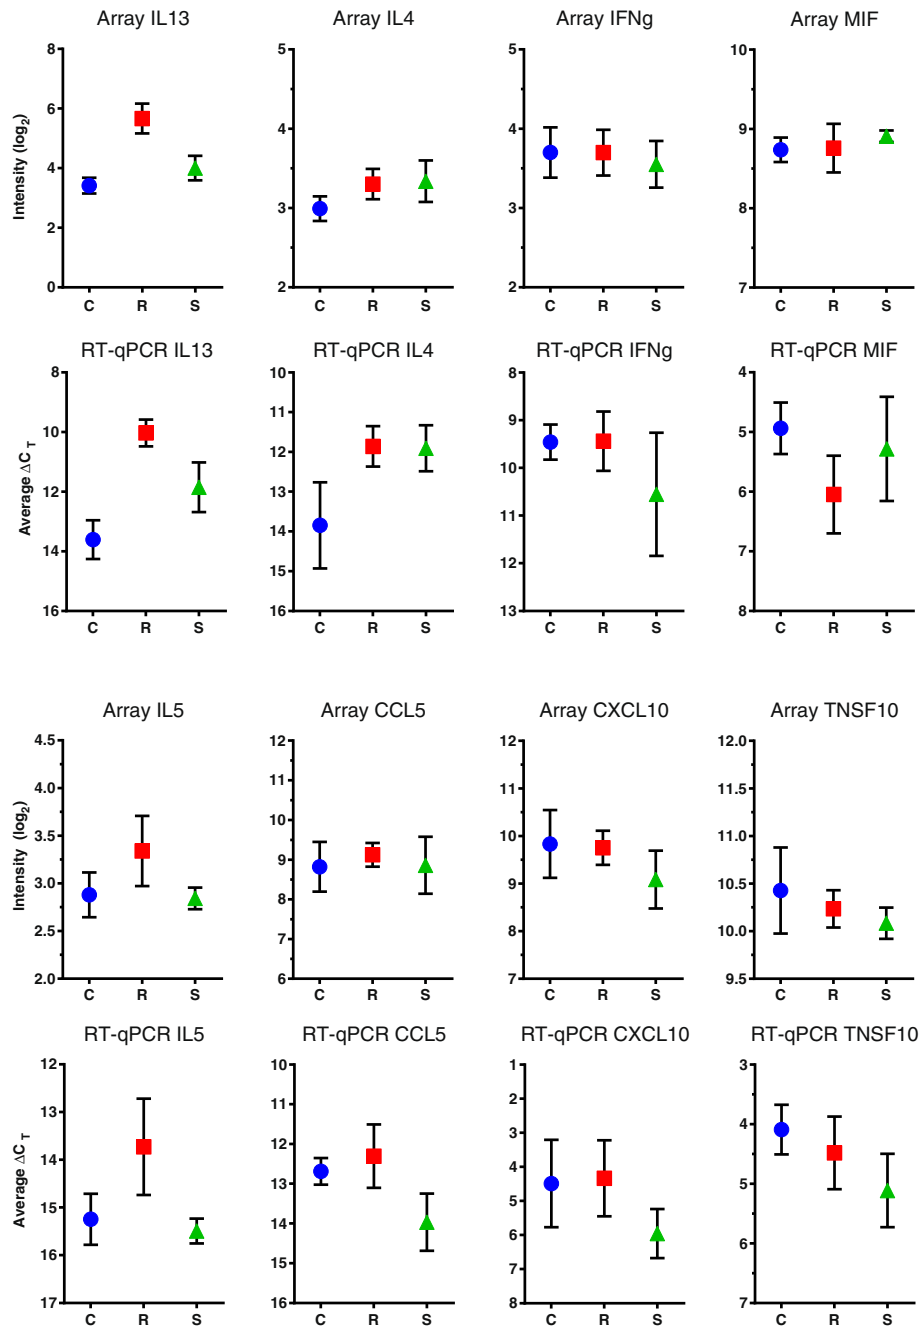 Array IL13 Array IL4 Array IFNg Array MIF
Intensity (log2)
8 6 4 2 0
5 4 3 2
5 4 3 2
10 9 8 7
C R S C R S C R S C R S
RT-qPCR IL13 RT-qPCR IL4 RT-qPCR IFNg RT-qPCR MIF
Average ΔCT
8 10 12 14 16
10 11 12 13 14 15 16
8 9 10 11 12 13
4 5 6 7 8
C R S C R S C R S C R S
Array IL5 Array CCL5 Array CXCL10 Array TNSF10
Intensity (log2)
4.5 4.0 3.5 3.0 2.5 2.0
12 11 10 9 8 7 6
12 11 10 9 8 7
12.0 11.5 11.0 10.5 10.0 9.5
C R S C R S C R S C R S
RT-qPCR IL5 RT-qPCR CCL5 RT-qPCR CXCL10 RT-qPCR TNSF10
Average ΔCT
12 13 14 15 16 17
10 11 12 13 14 15 16
1 2 3 4 5 6 7 8
3 4 5 6 7
C R S C R S C R S C R S